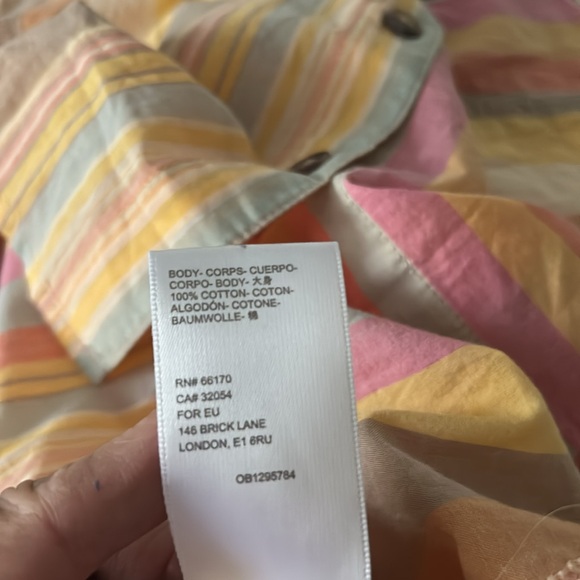 BODY- CORPS- CUERPO-
CORPO- BODY- 大身
100% COTTON- COTON-
ALGODÓN- COTONE-
BAUMWOLLE- 棉
RN# 66170
CA# 32054
FOR EU
146 BRICK LANE
LONDON, E1 6RU
OB1295784